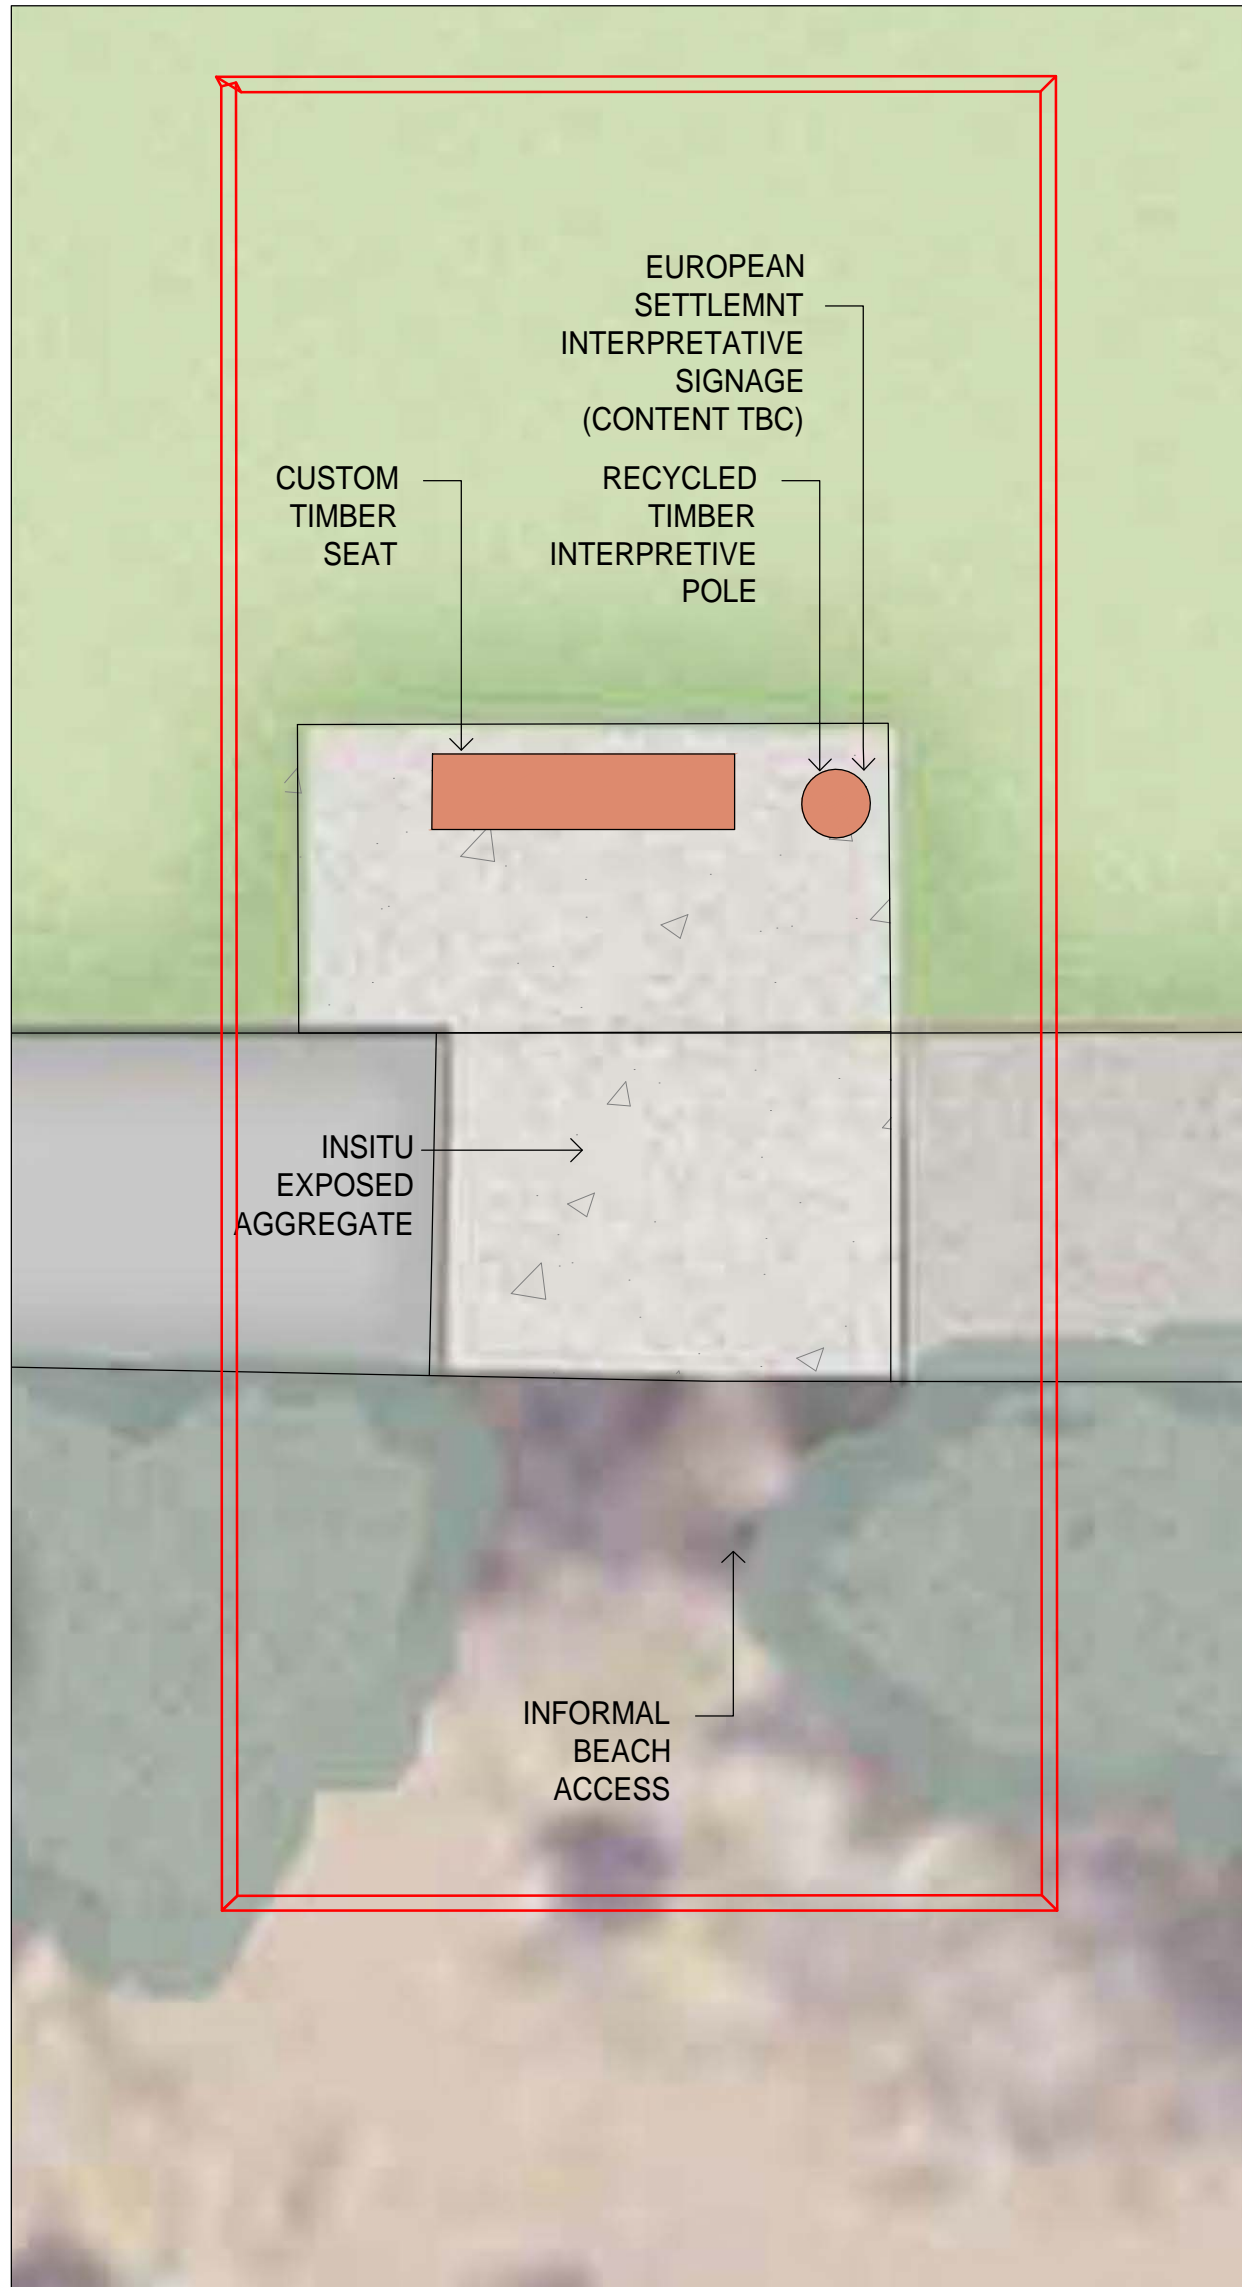 EUROPEAN
SETTLEMNT
INTERPRETATIVE
SIGNAGE
(CONTENT TBC)
CUSTOM
TIMBER
SEAT
RECYCLED
TIMBER
INTERPRETIVE
POLE
INSITU
EXPOSED
AGGREGATE
INFORMAL
BEACH
ACCESS